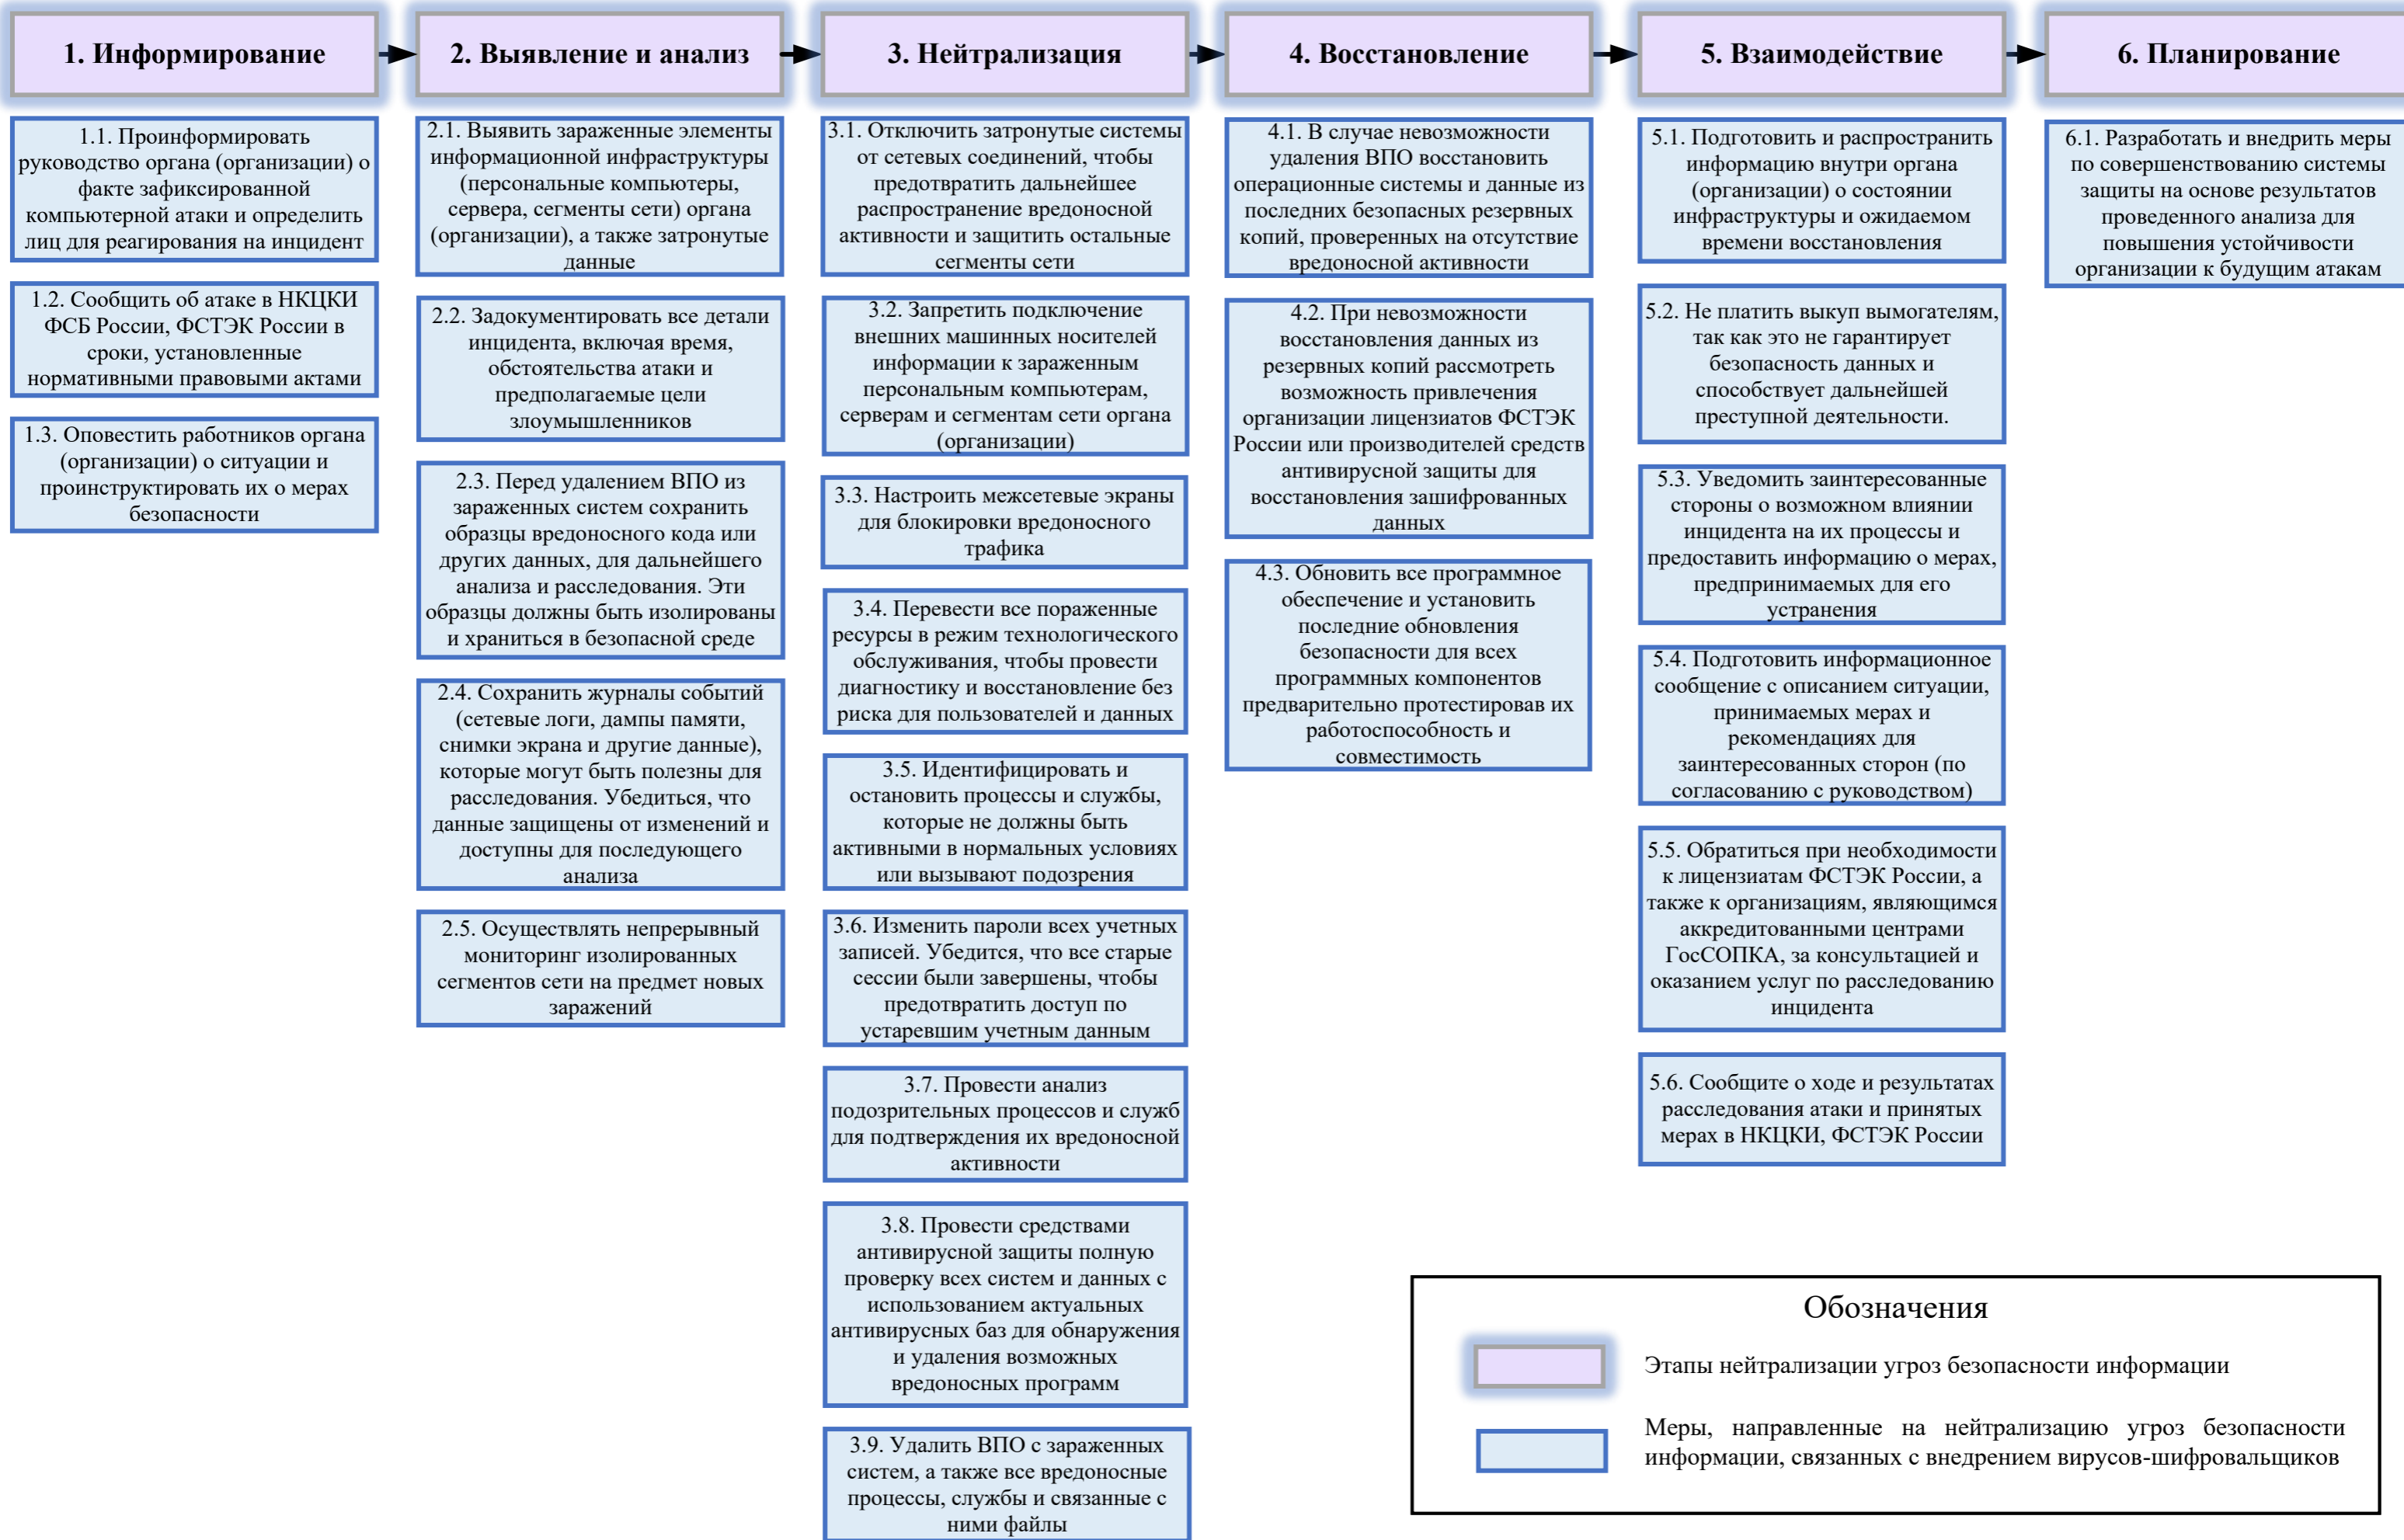 1. Информирование
1.1. Проинформировать
руководство органа (организации) о
факте зафиксированной
компьютерной атаки и определить
лиц для реагирования на инцидент
1.2. Сообщить об атаке в НКЦКИ
ФСБ России, ФСТЭК России в
сроки, установленные
нормативными правовыми актами
1.3. Оповестить работников органа
(организации) о ситуации и
проинструктировать их о мерах
безопасности
2. Выявление и анализ
2.1. Выявить зараженные элементы
информационной инфраструктуры
(персональные компьютеры,
сервера, сегменты сети) органа
(организации), а также затронутые
данные
2.2. Задокументировать все детали
инцидента, включая время,
обстоятельства атаки и
предполагаемые цели
злоумышленников
2.3. Перед удалением ВПО из
зараженных систем сохранить
образцы вредоносного кода или
других данных, для дальнейшего
анализа и расследования. Эти
образцы должны быть изолированы
и храниться в безопасной среде
2.4. Сохранить журналы событий
(сетевые логи, дампы памяти,
снимки экрана и другие данные),
которые могут быть полезны для
расследования. Убедиться, что
данные защищены от изменений и
доступны для последующего
анализа
2.5. Осуществлять непрерывный
мониторинг изолированных
сегментов сети на предмет новых
заражений
3. Нейтрализация
3.1. Отключить затронутые системы
от сетевых соединений, чтобы
предотвратить дальнейшее
распространение вредоносной
активности и защитить остальные
сегменты сети
3.2. Запретить подключение
внешних машинных носителей
информации к зараженным
персональным компьютерам,
серверам и сегментам сети органа
(организации)
3.3. Настроить межсетевые экраны
для блокировки вредоносного
трафика
3.4. Перевести все пораженные
ресурсы в режим технологического
обслуживания, чтобы провести
диагностику и восстановление без
риска для пользователей и данных
3.5. Идентифицировать и
остановить процессы и службы,
которые не должны быть
активными в нормальных условиях
или вызывают подозрения
3.6. Изменить пароли всех учетных
записей. Убедится, что все старые
сессии были завершены, чтобы
предотвратить доступ по
устаревшим учетным данным
3.7. Провести анализ
подозрительных процессов и служб
для подтверждения их вредоносной
активности
3.8. Провести средствами
антивирусной защиты полную
проверку всех систем и данных с
использованием актуальных
антивирусных баз для обнаружения
и удаления возможных
вредоносных программ
3.9. Удалить ВПО с зараженных
систем, а также все вредоносные
процессы, службы и связанные с
ними файлы
4. Восстановление
4.1. В случае невозможности
удаления ВПО восстановить
операционные системы и данные из
последних безопасных резервных
копий, проверенных на отсутствие
вредоносной активности
4.2. При невозможности
восстановления данных из
резервных копий рассмотреть
возможность привлечения
организации лицензиатов ФСТЭК
России или производителей средств
антивирусной защиты для
восстановления зашифрованных
данных
4.3. Обновить все программное
обеспечение и установить
последние обновления
безопасности для всех
программных компонентов
предварительно протестировав их
работоспособность и
совместимость
5. Взаимодействие
5.1. Подготовить и распространить
информацию внутри органа
(организации) о состоянии
инфраструктуры и ожидаемом
времени восстановления
5.2. Не платить выкуп вымогателям,
так как это не гарантирует
безопасность данных и
способствует дальнейшей
преступной деятельности.
5.3. Уведомить заинтересованные
стороны о возможном влиянии
инцидента на их процессы и
предоставить информацию о мерах,
предпринимаемых для его
устранения
5.4. Подготовить информационное
сообщение с описанием ситуации,
принимаемых мерах и
рекомендациях для
заинтересованных сторон (по
согласованию с руководством)
5.5. Обратиться при необходимости
к лицензиатам ФСТЭК России, а
также к организациям, являющимся
аккредитованными центрами
ГосСОПКА, за консультацией и
оказанием услуг по расследованию
инцидента
5.6. Сообщите о ходе и результатах
расследования атаки и принятых
мерах в НКЦКИ, ФСТЭК России
6. Планирование
6.1. Разработать и внедрить меры
по совершенствованию системы
защиты на основе результатов
проведенного анализа для
повышения устойчивости
организации к будущим атакам
Обозначения
Этапы нейтрализации угроз безопасности информации
Меры, направленные на нейтрализацию угроз безопасности
информации, связанных с внедрением вирусов-шифровальщиков